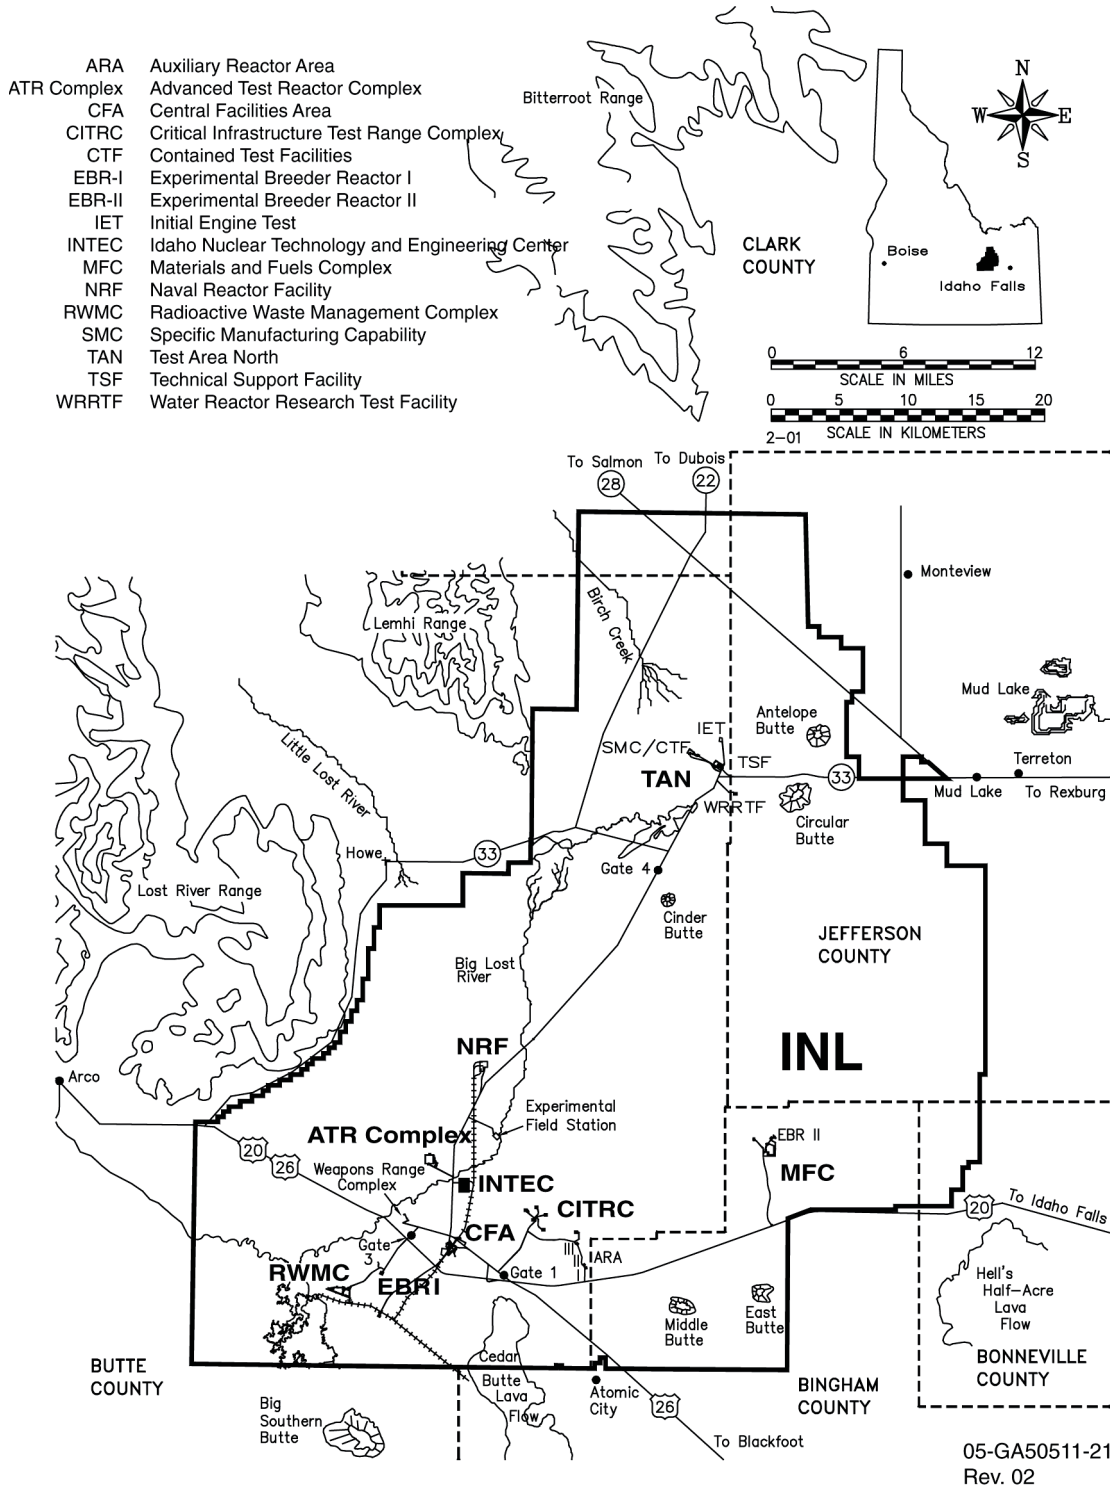 ARA Auxiliary Reactor Area
ATR Complex Advanced Test Reactor Complex
CFA Central Facilities Area
CITRC Critical Infrastructure Test Range Complex
CTF Contained Test Facilities
EBR-I Experimental Breeder Reactor I
EBR-II Experimental Breeder Reactor II
IET Initial Engine Test
INTEC Idaho Nuclear Technology and Engineering Center
MFC Materials and Fuels Complex
NRF Naval Reactor Facility
RWMC Radioactive Waste Management Complex
SMC Specific Manufacturing Capability
TAN Test Area North
TSF Technical Support Facility
WRRTF Water Reactor Research Test Facility
Bitterroot Range
CLARK
COUNTY
Boise
Idaho Falls
N
W E
S
0 6 12
SCALE IN MILES
0 5 10 15 20
SCALE IN KILOMETERS
2-01
To Salmon
28
To Dubois
22
Monteview
Birch Creek
Lemhi Range
Mud Lake
Antelope
Butte
IET
SMC/CTF
TSF
TAN
33
Terreton
Mud Lake
To Rexburg
WRRTF
Circular
Butte
Little Lost
River
Howe
33
Gate 4
Cinder
Butte
Lost River Range
JEFFERSON
COUNTY
Big Lost
River
INL
NRF
Arco
Experimental
Field Station
ATR Complex
20
26
Weapons Range
Complex
INTEC
EBR II
MFC
CITRC
CFA
Gate
3
ARA
Gate 1
20
To Idaho Falls
RWMC
EBRI
Hell's
Half-Acre
Lava
Flow
Middle
Butte
East
Butte
BUTTE
COUNTY
Cedar
Butte
Lava
Flow
Atomic
City
BINGHAM
COUNTY
BONNEVILLE
COUNTY
Big
Southern
Butte
26
To Blackfoot
05-GA50511-21
Rev. 02